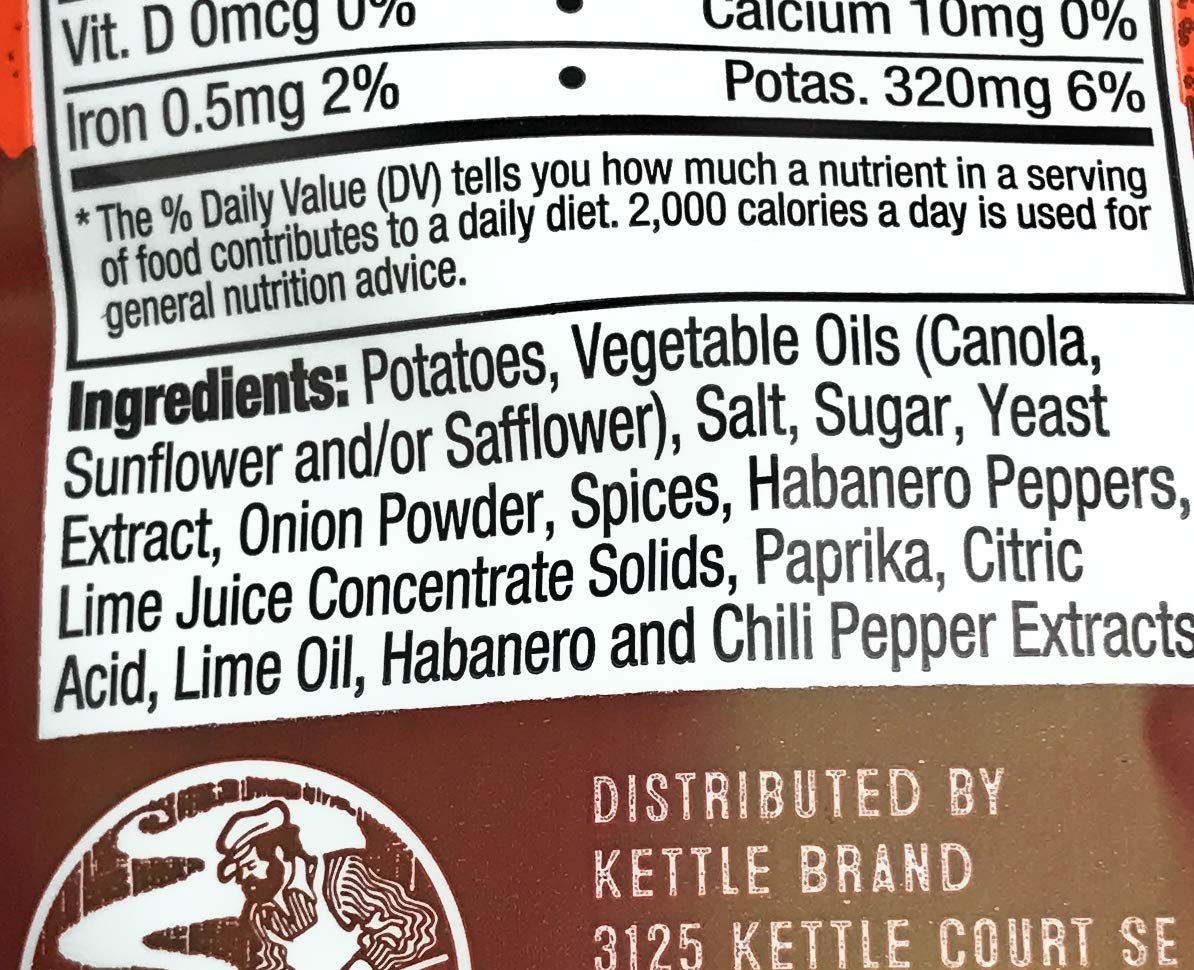 Vit. D 0mcg 0% • Calcium 10mg 0%
Iron 0.5mg 2% • Potas. 320mg 6%
* The % Daily Value (DV) tells you how much a nutrient in a serving
of food contributes to a daily diet. 2,000 calories a day is used for
general nutrition advice.
Ingredients: Potatoes, Vegetable Oils (Canola,
Sunflower and/or Safflower), Salt, Sugar, Yeast
Extract, Onion Powder, Spices, Habanero Peppers,
Lime Juice Concentrate Solids, Paprika, Citric
Acid, Lime Oil, Habanero and Chili Pepper Extracts
DISTRIBUTED BY
KETTLE BRAND
3125 KETTLE COURT SE